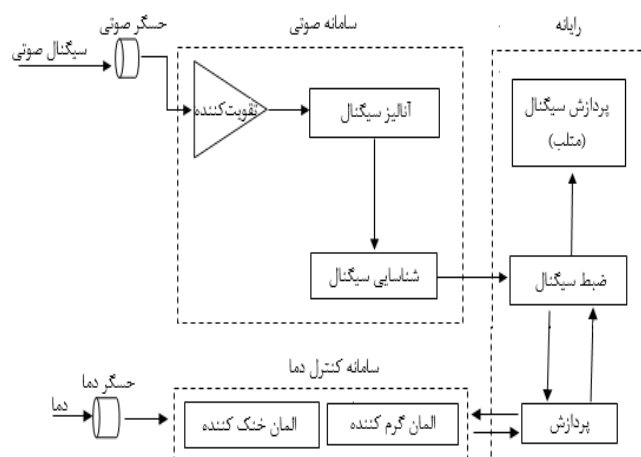 رایانه
سامانه صوتی
حسگر صوتی
سیگنال صوتی
تقویت‌کننده
آنالیز سیگنال
پردازش سیگنال
(متلب)
شناسایی سیگنال
ضبط سیگنال
سامانه کنترل دما
حسگر دما
دما
المان خنک کننده
المان گرم کننده
پردازش